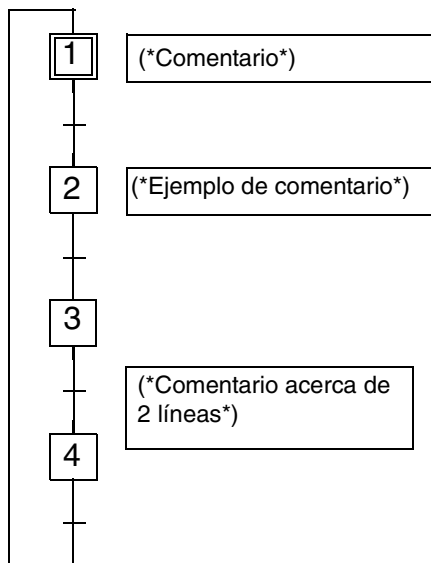 1
(*Comentario*)
2
(*Ejemplo de comentario*)
3
(*Comentario acerca de
2 líneas*)
4